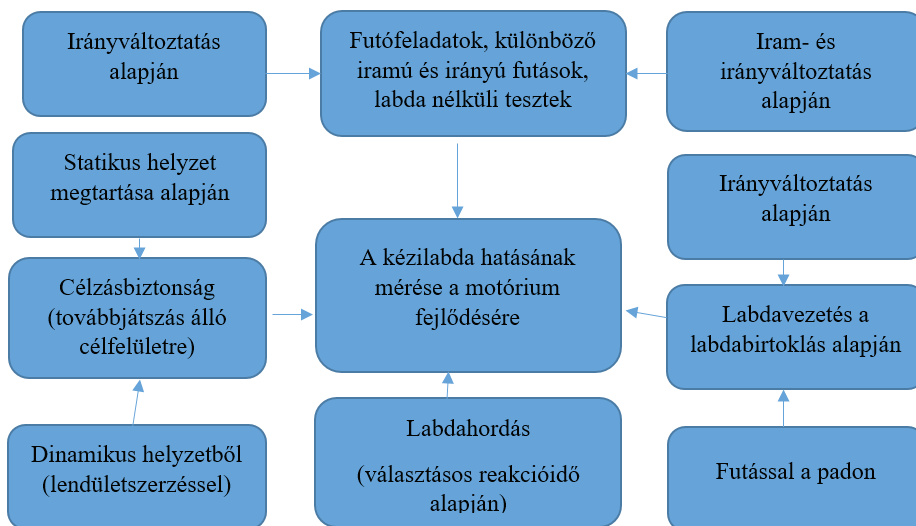 Irányváltoztatás
alapján
Futófeladatok, különböző
iramú és irányú futások,
labda nélküli tesztek
Iram- és
irányváltoztatás
alapján
Statikus helyzet
megtartása alapján
Irányváltoztatás
alapján
A kézilabda hatásának
mérése a motórium
fejlődésére
Célzásbiztonság
(továbbjátszás álló
célfelületre)
Labdavezetés a
labdabirtoklás alapján
Dinamikus helyzetből
(lendületszerzéssel)
Labdahordás
(választásos reakcióidő
alapján)
Futással a padon